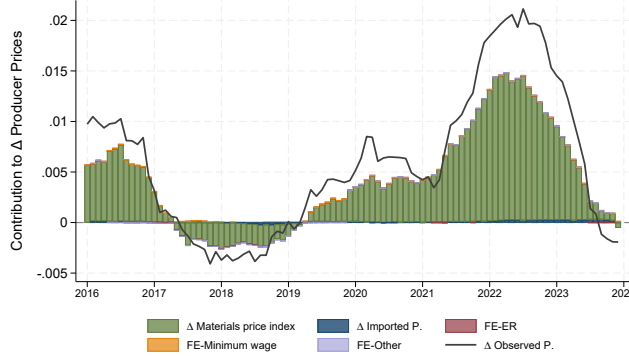 Contribution to Δ Producer Prices
.02
.015
.01
.005
0
-.005
2016 2017 2018 2019 2020 2021 2022 2023 202
Δ Materials price index Δ Imported P. FE-ER
FE-Minimum wage FE-Other Δ Observed P.